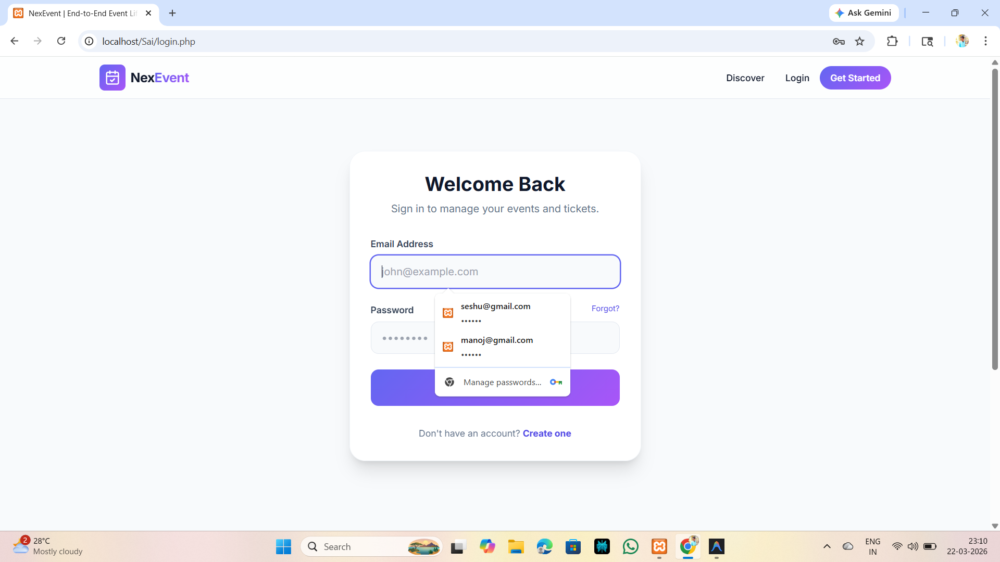 NexEvent | End-to-End Event Li
Ask Gemini
localhost/Sai/login.php
NexEvent
Discover
Login
Get Started
Welcome Back
Sign in to manage your events and tickets.
Email Address
john@example.com
Password
Forgot?
seshu@gmail.com
••••••
manoj@gmail.com
••••••
Manage passwords...
Don't have an account? Create one
2
28°C
Mostly cloudy
Search
ENG
IN
23:10
22-03-2026